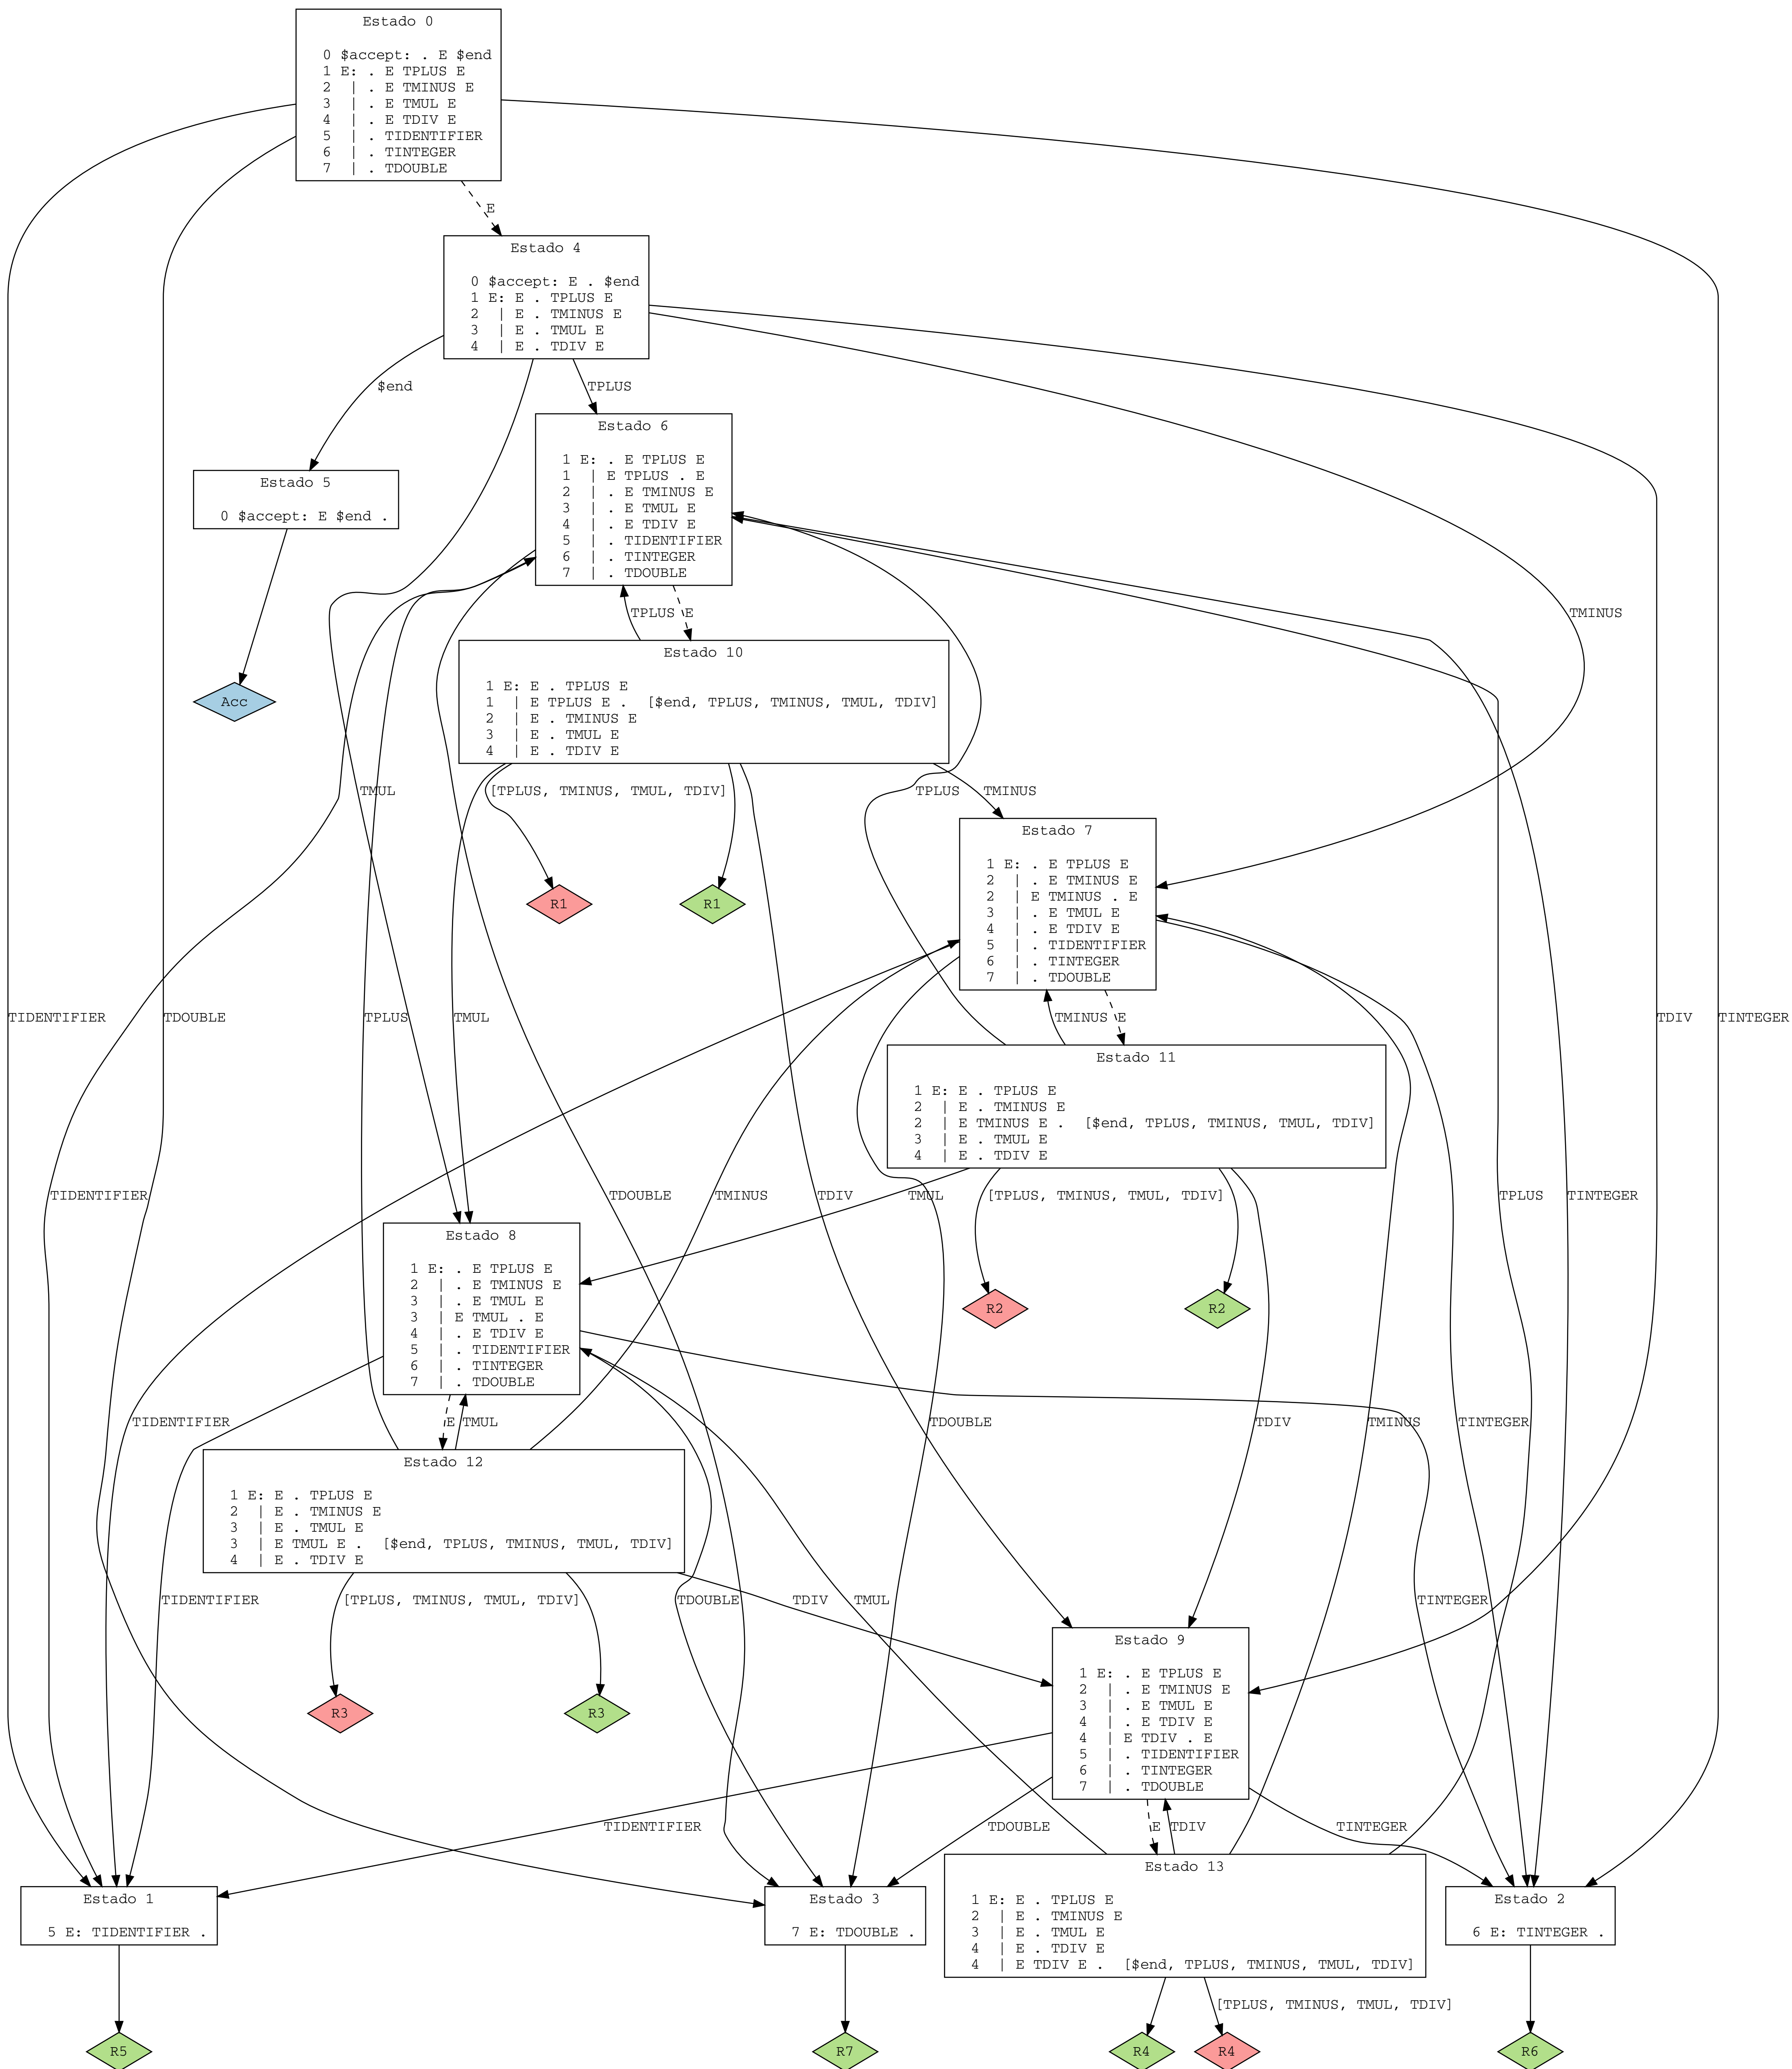 Estado 0
0 $accept: . E $end
1 E: . E TPLUS E
2 | . E TMINUS E
3 | . E TMUL E
4 | . E TDIV E
5 | . TIDENTIFIER
6 | . TINTEGER
7 | . TDOUBLE
E
Estado 4
0 $accept: E . $end
1 E: E . TPLUS E
2 | E . TMINUS E
3 | E . TMUL E
4 | E . TDIV E
$end
TPLUS
Estado 6
1 E: . E TPLUS E
1 | E TPLUS . E
2 | . E TMINUS E
3 | . E TMUL E
4 | . E TDIV E
5 | . TIDENTIFIER
6 | . TINTEGER
7 | . TDOUBLE
Estado 5
0 $accept: E $end .
TPLUS
E
TMINUS
Estado 10
1 E: E . TPLUS E
1 | E TPLUS E . [$end, TPLUS, TMINUS, TMUL, TDIV]
2 | E . TMINUS E
3 | E . TMUL E
4 | E . TDIV E
Acc
TMUL
[TPLUS, TMINUS, TMUL, TDIV]
TPLUS
TMINUS
Estado 7
1 E: . E TPLUS E
2 | . E TMINUS E
2 | E TMINUS . E
3 | . E TMUL E
4 | . E TDIV E
5 | . TIDENTIFIER
6 | . TINTEGER
7 | . TDOUBLE
R1
R1
TIDENTIFIER
TDOUBLE
TPLUS
TMUL
TMINUS
E
TDIV
TINTEGER
Estado 11
1 E: E . TPLUS E
2 | E . TMINUS E
2 | E TMINUS E . [$end, TPLUS, TMINUS, TMUL, TDIV]
3 | E . TMUL E
4 | E . TDIV E
TIDENTIFIER
TDOUBLE
TMINUS
TDIV
TMUL
[TPLUS, TMINUS, TMUL, TDIV]
TPLUS
TINTEGER
Estado 8
1 E: . E TPLUS E
2 | . E TMINUS E
3 | . E TMUL E
3 | E TMUL . E
4 | . E TDIV E
5 | . TIDENTIFIER
6 | . TINTEGER
7 | . TDOUBLE
R2
R2
TIDENTIFIER
E
TMUL
TDOUBLE
TDIV
TMINUS
TINTEGER
Estado 12
1 E: E . TPLUS E
2 | E . TMINUS E
3 | E . TMUL E
3 | E TMUL E . [$end, TPLUS, TMINUS, TMUL, TDIV]
4 | E . TDIV E
TIDENTIFIER
[TPLUS, TMINUS, TMUL, TDIV]
TDOUBLE
TDIV
TMUL
TINTEGER
Estado 9
1 E: . E TPLUS E
2 | . E TMINUS E
3 | . E TMUL E
4 | . E TDIV E
4 | E TDIV . E
5 | . TIDENTIFIER
6 | . TINTEGER
7 | . TDOUBLE
R3
R3
TIDENTIFIER
TDOUBLE
E
TDIV
TINTEGER
Estado 13
1 E: E . TPLUS E
2 | E . TMINUS E
3 | E . TMUL E
4 | E . TDIV E
4 | E TDIV E . [$end, TPLUS, TMINUS, TMUL, TDIV]
Estado 1
5 E: TIDENTIFIER .
Estado 3
7 E: TDOUBLE .
Estado 2
6 E: TINTEGER .
[TPLUS, TMINUS, TMUL, TDIV]
R5
R7
R4
R4
R6